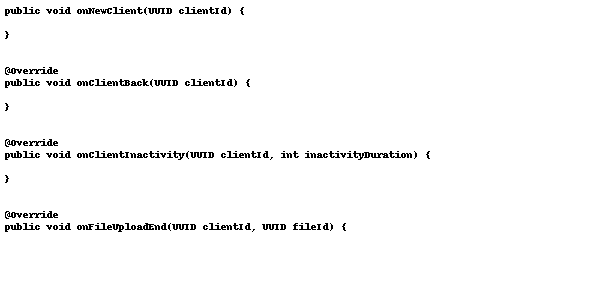 public void onNewClient(UUID clientId) {
}
@Override
public void onClientBack(UUID clientId) {
}
@Override
public void onClientInactivity(UUID clientId, int inactivityDuration) {
}
@Override
public void onFileUploadEnd(UUID clientId, UUID fileId) {